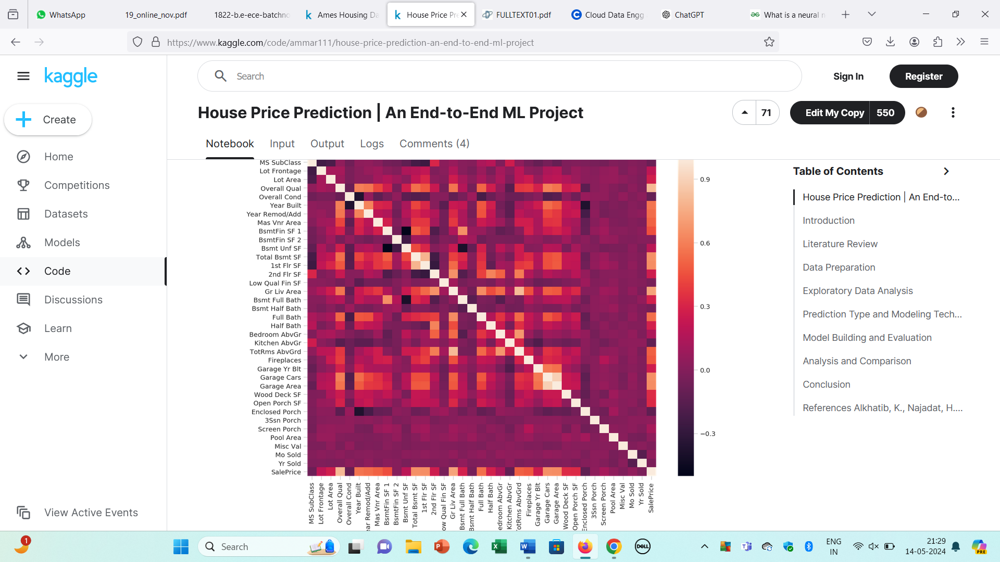 WhatsApp
19_online_nov.pdf
1822-b.e-ece-batchno
Ames Housing Da
House Price Pre
FULLTEXT01.pdf
Cloud Data Engg
ChatGPT
What is a neural n
https://www.kaggle.com/code/ammar111/house-price-prediction-an-end-to-end-ml-project
kaggle
Search
Sign In
Register
Create
House Price Prediction | An End-to-End ML Project
71
Edit My Copy 550
Notebook Input Output Logs Comments (4)
Home
Competitions
Datasets
Models
Code
Discussions
Learn
More
View Active Events
MS SubClass
Lot Frontage
Lot Area
Overall Qual
Overall Cond
Year Built
Year Remod/Add
Mas Vnr Area
BsmtFin SF 1
BsmtFin SF 2
Bsmt Unf SF
Total Bsmt SF
1st Flr SF
2nd Flr SF
Low Qual Fin SF
Gr Liv Area
Bsmt Full Bath
Bsmt Half Bath
Full Bath
Half Bath
Bedroom AbvGr
Kitchen AbvGr
TotRms AbvGrd
Fireplaces
Garage Yr Blt
Garage Cars
Garage Area
Wood Deck SF
Open Porch SF
Enclosed Porch
3Ssn Porch
Screen Porch
Pool Area
Misc Val
Mo Sold
Yr Sold
SalePrice
MS SubClass
Lot Frontage
Lot Area
Overall Qual
Overall Cond
Year Built
ear Remod/Add
Mas Vnr Area
BsmtFin SF 1
BsmtFin SF 2
Bsmt Unf SF
Total Bsmt SF
1st Flr SF
2nd Flr SF
ow Qual Fin SF
Gr Liv Area
Bsmt Full Bath
Bsmt Half Bath
Full Bath
Half Bath
edroom AbvGr
Kitchen AbvGr
otRms AbvGrd
Fireplaces
Garage Yr Blt
Garage Cars
Garage Area
Wood Deck SF
Open Porch SF
Enclosed Porch
3Ssn Porch
Screen Porch
Pool Area
Misc Val
Mo Sold
Yr Sold
SalePrice
0.9
0.6
0.3
0.0
−0.3
Table of Contents
House Price Prediction | An End-to...
Introduction
Literature Review
Data Preparation
Exploratory Data Analysis
Prediction Type and Modeling Tech...
Model Building and Evaluation
Analysis and Comparison
Conclusion
References Alkhatib, K., Najadat, H....
1
Search
DELL
ENG
IN
21:29
14-05-2024
PRE